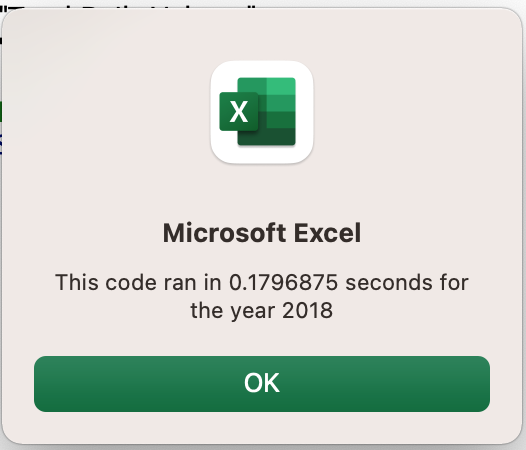 X
Microsoft Excel
This code ran in 0.1796875 seconds for
the year 2018
OK